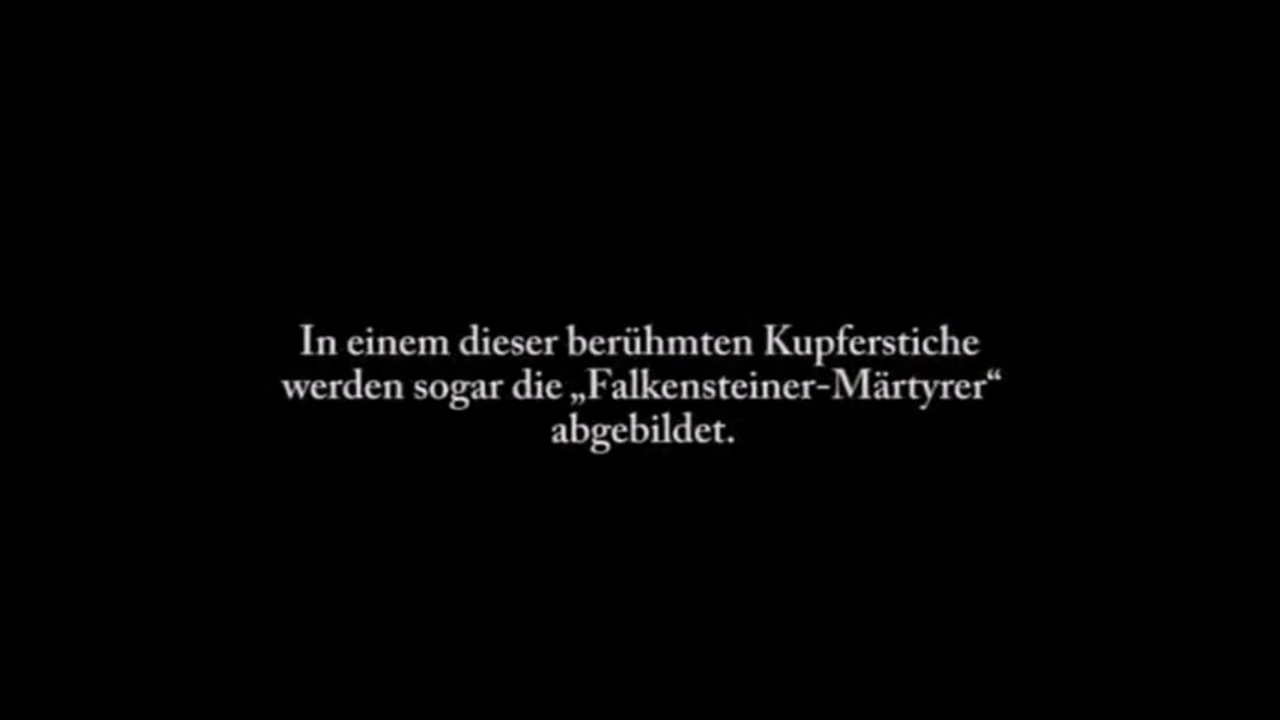 In einem dieser berühmten Kupferstiche
werden sogar die „Falkensteiner-Märtyrer“
abgebildet.